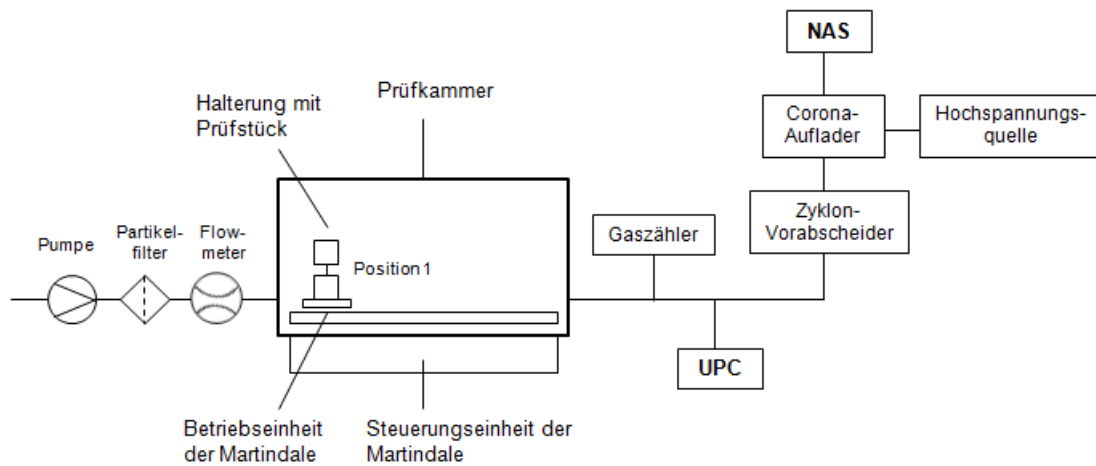 NAS
Corona-
Auflader
Hochspannungs-
quelle
Prüfkammer
Halterung mit
Prüfstück
Zyklon-
Vorabscheider
Gaszähler
Pumpe
Partikel-
filter
Flow-
meter
Position 1
UPC
Betriebseinheit
der Martindale
Steuerungseinheit der
Martindale